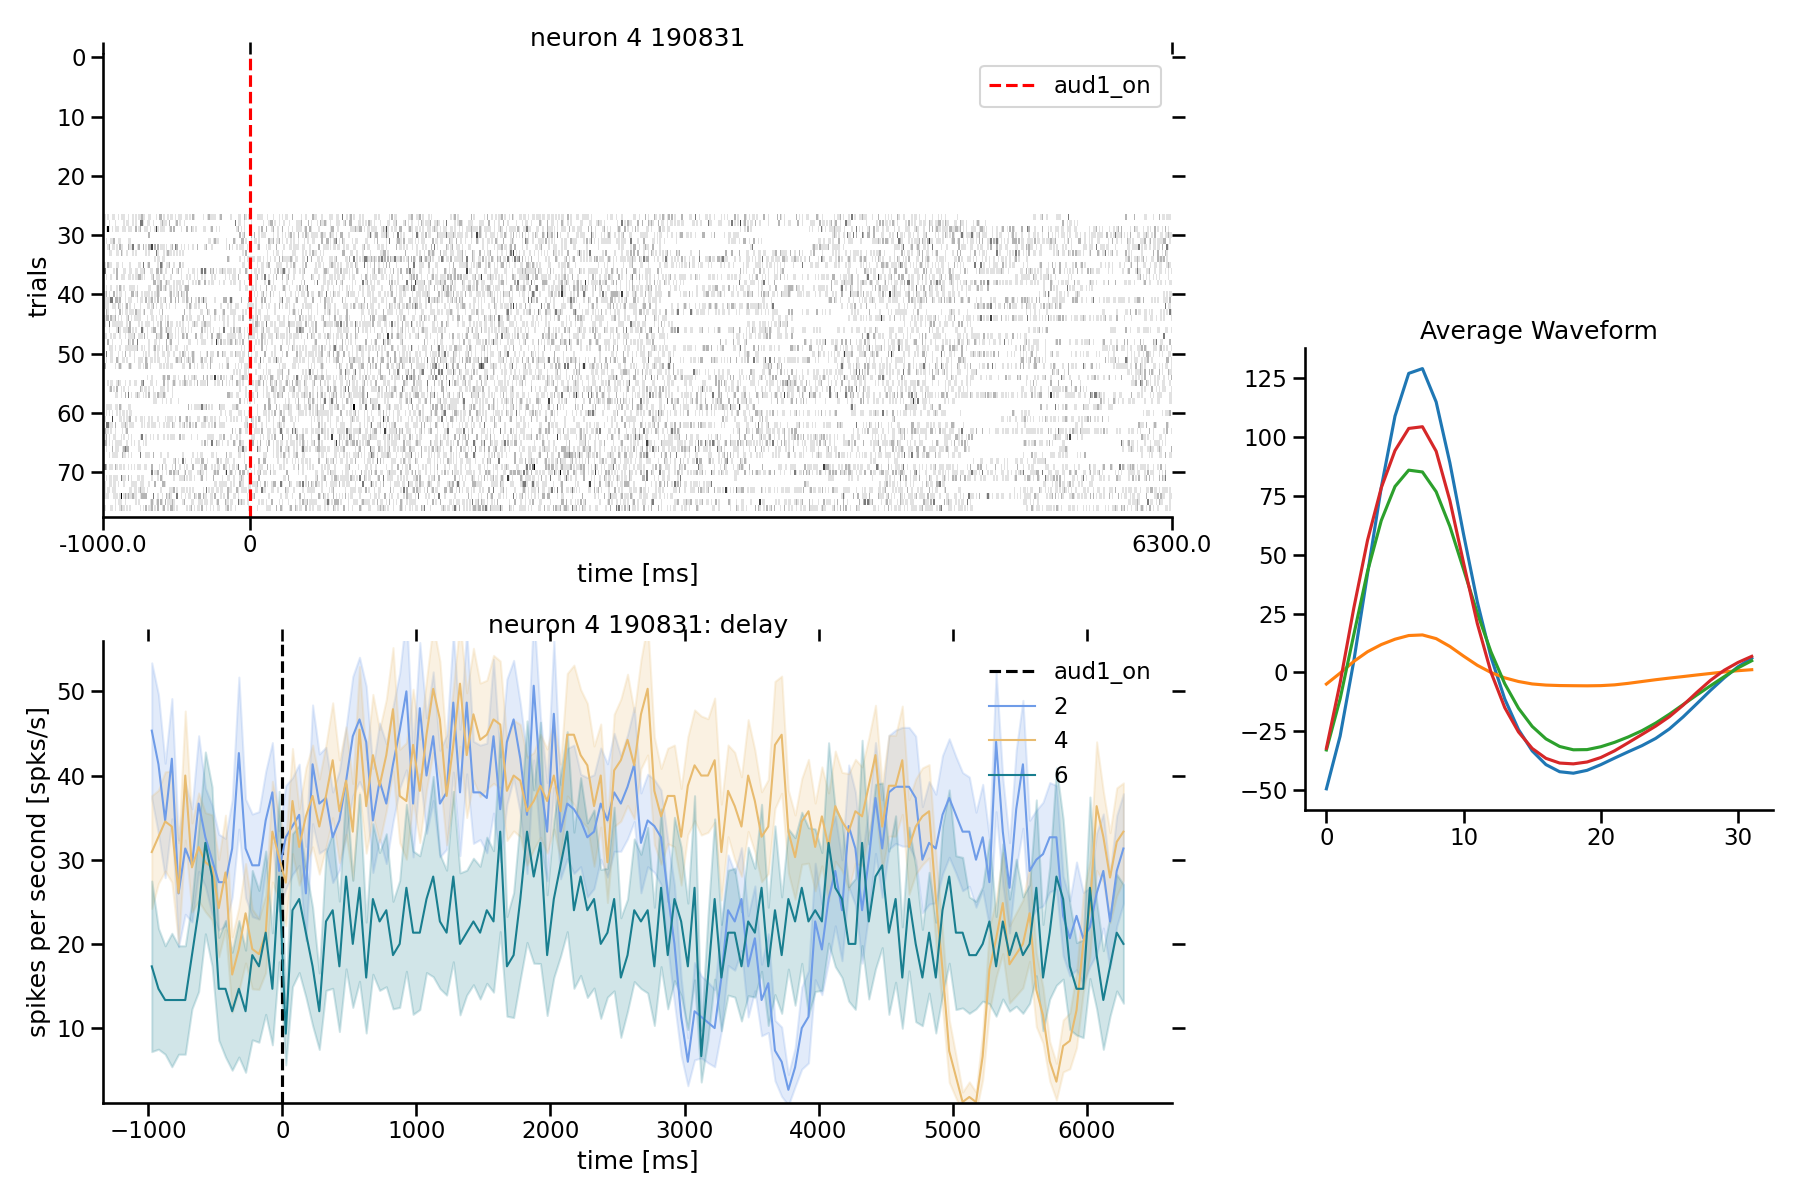 neuron 4 190831
0
10
20
30
40
50
60
70
trials
aud1_on
-1000.0 0 6300.0
time [ms]
neuron 4 190831: delay
50
40
30
20
10
spikes per second [spks/s]
aud1_on
2
4
6
−1000 0 1000 2000 3000 4000 5000 6000
time [ms]
Average Waveform
125
100
75
50
25
0
−25
−50
0 10 20 30